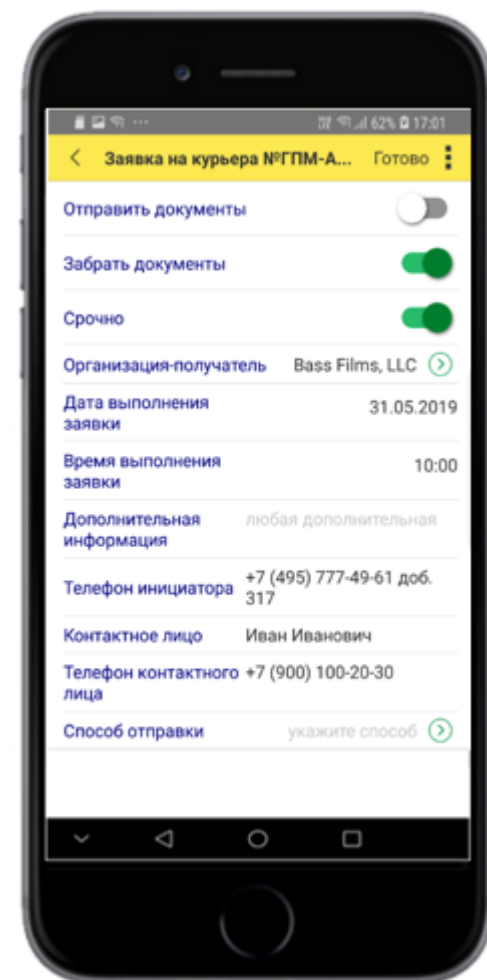 62% 17:01
Заявка на курьера №ГПМ-А... Готово
Отправить документы
Забрать документы
Срочно
Организация-получатель Bass Films, LLC
Дата выполнения
заявки
31.05.2019
Время выполнения
заявки
10:00
Дополнительная
информация
любая дополнительная
Телефон инициатора
+7 (495) 777-49-61 доб.
317
Контактное лицо Иван Иванович
Телефон контактного
лица
+7 (900) 100-20-30
Способ отправки укажите способ